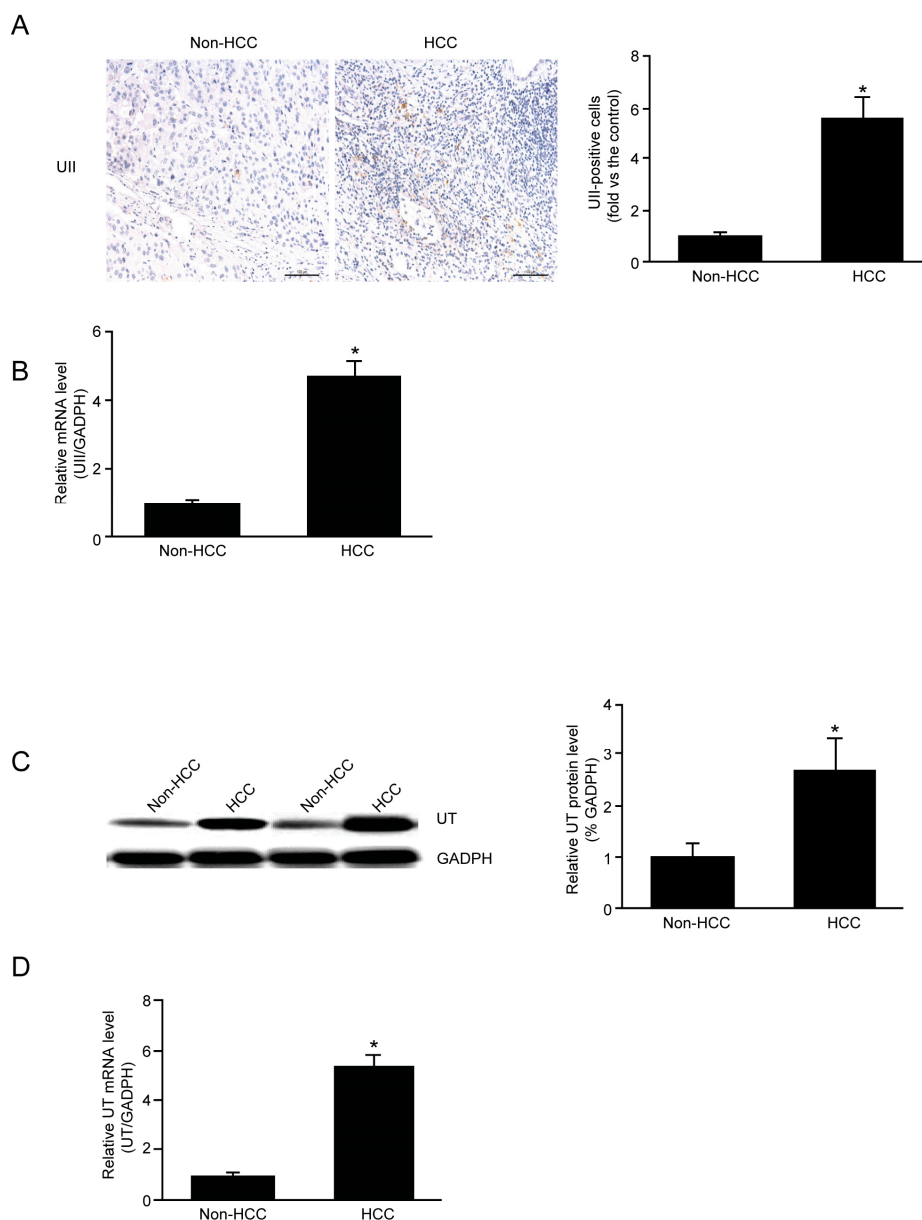 A
Non-HCC HCC
UII
8
6
4
2
0
UII-positive cells
(fold vs the control)
*
Non-HCC HCC
B
6
4
2
0
Relative mRNA level
(UII/GADPH)
*
Non-HCC HCC
C
Non-HCC HCC Non-HCC HCC
UT
GADPH
4
3
2
1
0
Relative UT protein level
(% GADPH)
*
Non-HCC HCC
D
8
6
4
2
0
Relative UT mRNA level
(UT/GADPH)
*
Non-HCC HCC